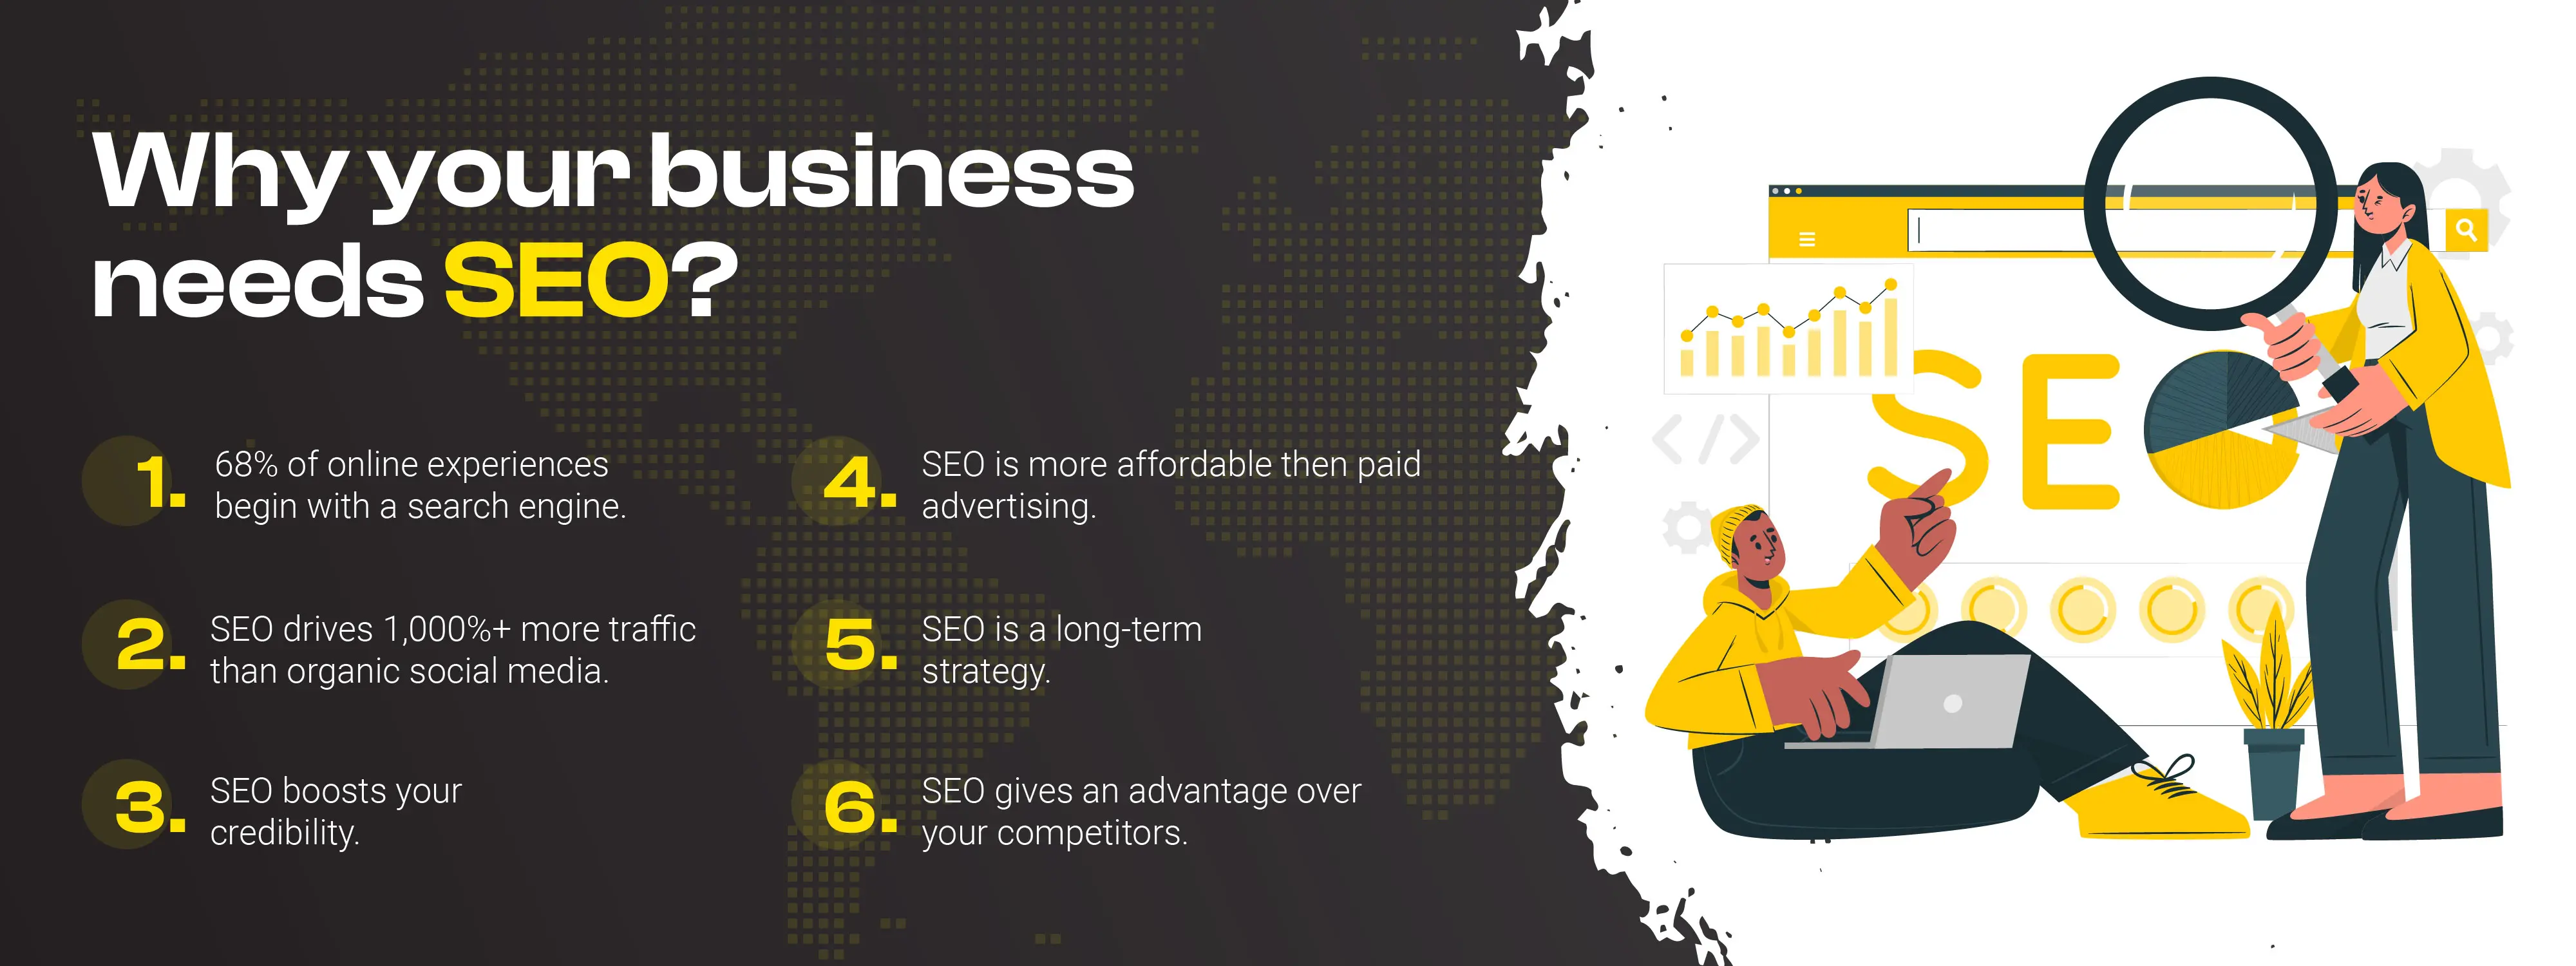 Why your business
needs SEO?
1. 68% of online experiences
begin with a search engine.
2. SEO drives 1,000%+ more traffic
than organic social media.
3. SEO boosts your
credibility.
4. SEO is more affordable then paid
advertising.
5. SEO is a long-term
strategy.
6. SEO gives an advantage over
your competitors.
</>
SEO